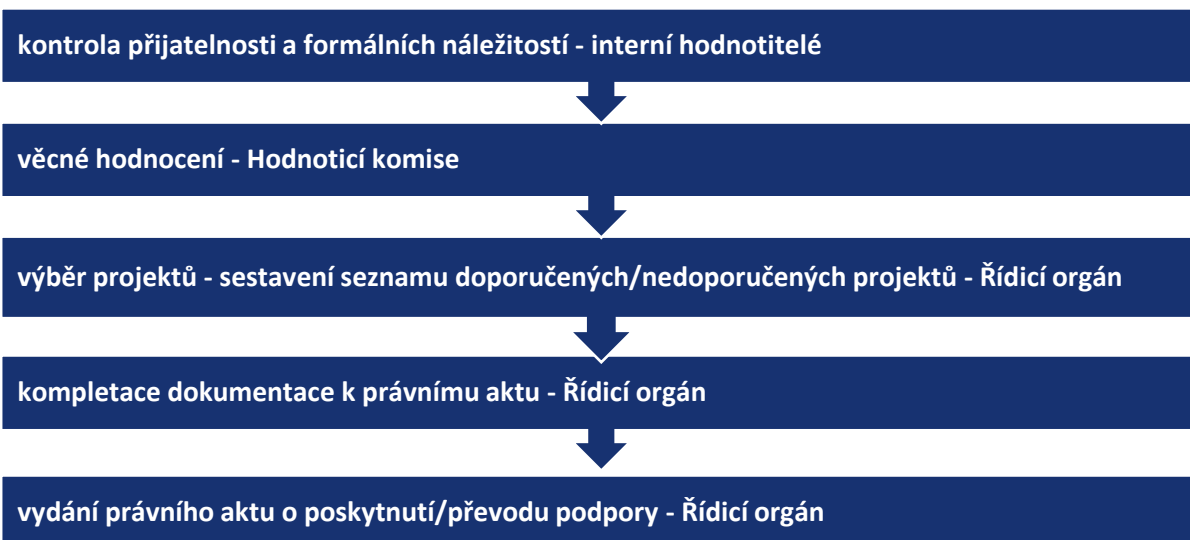 kontrola přijatelnosti a formálních náležitostí - interní hodnotitelé
věcné hodnocení - Hodnoticí komise
výběr projektů - sestavení seznamu doporučených/nedoporučených projektů - Řídicí orgán
kompletace dokumentace k právnímu aktu - Řídicí orgán
vydání právního aktu o poskytnutí/převodu podpory - Řídicí orgán